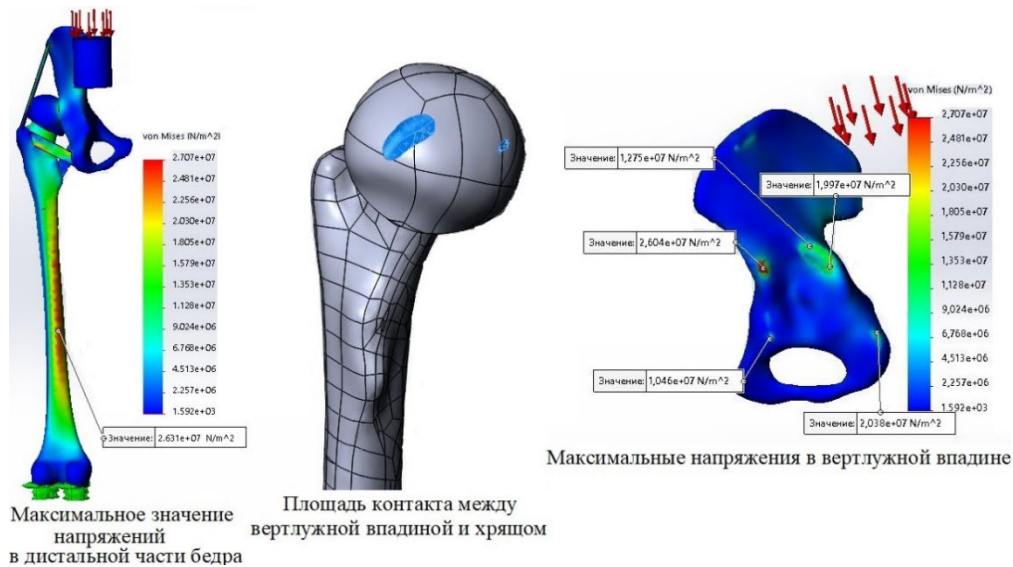 von Mises (N/m^2)
2.707e+07
2.481e+07
2.256e+07
2.030e+07
1.805e+07
1.579e+07
1.353e+07
1.128e+07
9.024e+06
6.768e+06
4.513e+06
2.257e+06
1.592e+03
Значение: 2.631e+07 N/m^2
Максимальное значение
напряжений
в дистальной части бедра
Площадь контакта между
вертлужной впадиной и хрящом
von Mises (N/m^2)
2,707e+07
2,481e+07
2,256e+07
2,030e+07
1,805e+07
1,579e+07
1,353e+07
1,128e+07
9,024e+06
6,768e+06
4,513e+06
2,257e+06
1.592e+03
Значение: 1,275e+07 N/m^2
Значение: 1,997e+07 N/m^2
Значение: 2,604e+07 N/m^2
Значение: 1,046e+07 N/m^2
Значение: 2,038e+07 N/m^2
Максимальные напряжения в вертлужной впадине